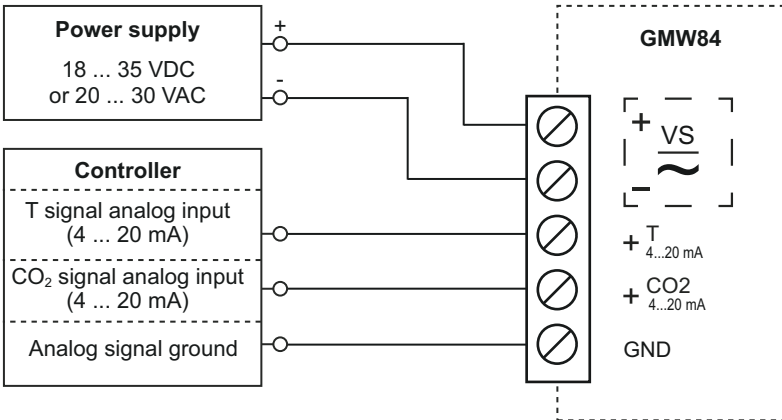 Power supply
18 ... 35 VDC
or 20 ... 30 VAC
+
-
Controller
T signal analog input
(4 ... 20 mA)
CO₂ signal analog input
(4 ... 20 mA)
Analog signal ground
GMW84
+ VS
~
-
+ T
4...20 mA
+ CO2
4...20 mA
GND